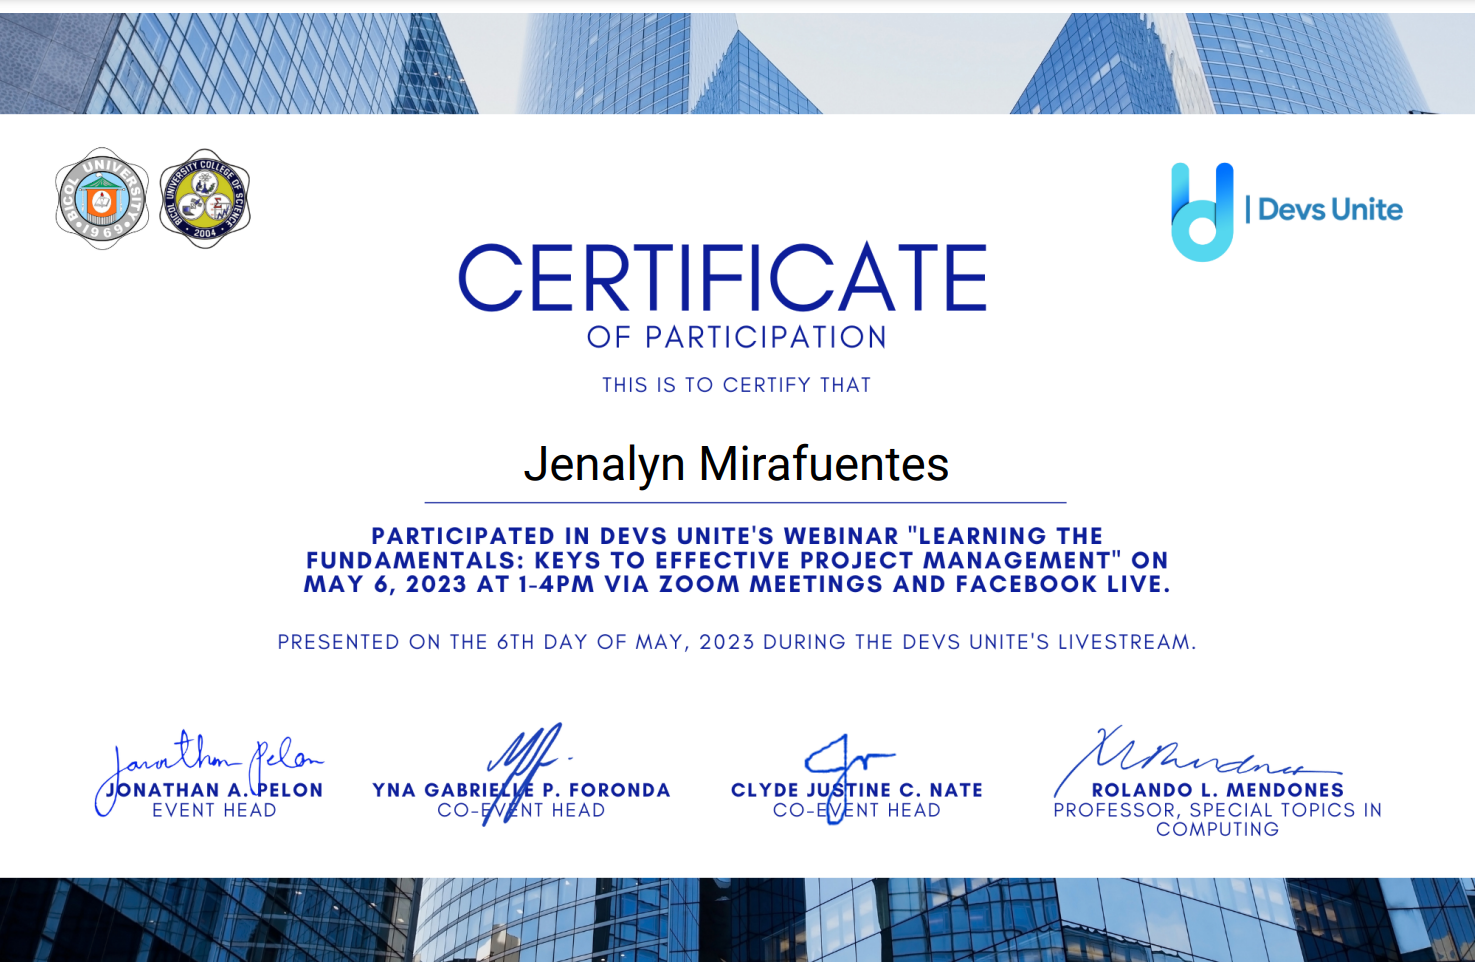 BICOL UNIVERSITY
1969
BICOL UNIVERSITY COLLEGE OF SCIENCE
2004
| Devs Unite
CERTIFICATE
OF PARTICIPATION
THIS IS TO CERTIFY THAT
Jenalyn Mirafuentes
PARTICIPATED IN DEVS UNITE'S WEBINAR "LEARNING THE
FUNDAMENTALS: KEYS TO EFFECTIVE PROJECT MANAGEMENT" ON
MAY 6, 2023 AT 1-4PM VIA ZOOM MEETINGS AND FACEBOOK LIVE.
PRESENTED ON THE 6TH DAY OF MAY, 2023 DURING THE DEVS UNITE'S LIVESTREAM.
Jonathan Pelon
JONATHAN A. PELON
EVENT HEAD
YNA GABRIELLE P. FORONDA
CO-EVENT HEAD
CLYDE JUSTINE C. NATE
CO-EVENT HEAD
ROLANDO L. MENDONES
PROFESSOR, SPECIAL TOPICS IN
COMPUTING